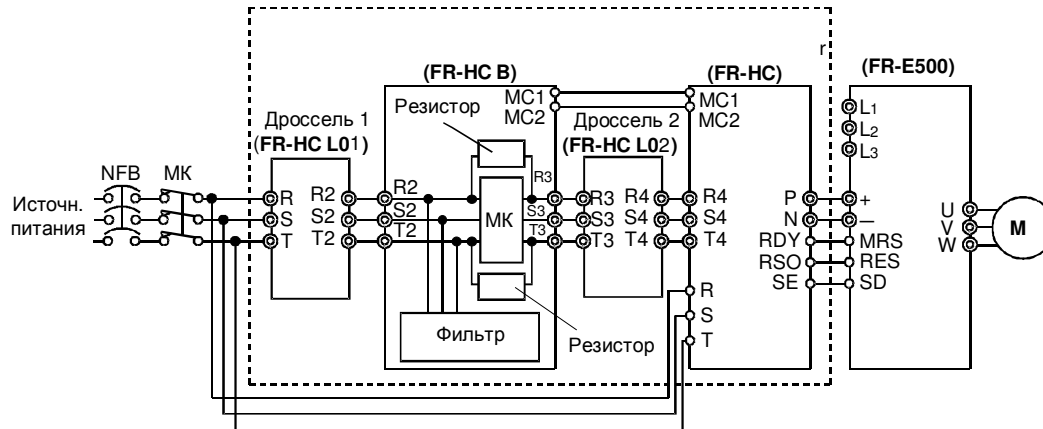 r
(FR-HC B)
(FR-HC)
(FR-E500)
MC1
MC2
MC1
MC2
Резистор
Дроссель 1
(FR-HC L01)
Дроссель 2
(FR-HC L02)
L1
L2
L3
NFB
МК
Источн.
питания
R
S
T
R2
S2
T2
R2
S2
T2
МК
R3
S3
T3
R3
S3
T3
R4
S4
T4
R4
S4
T4
P
N
RDY
RSO
SE
+
—
MRS
RES
SD
U
V
W
M
R
S
T
Фильтр
Резистор